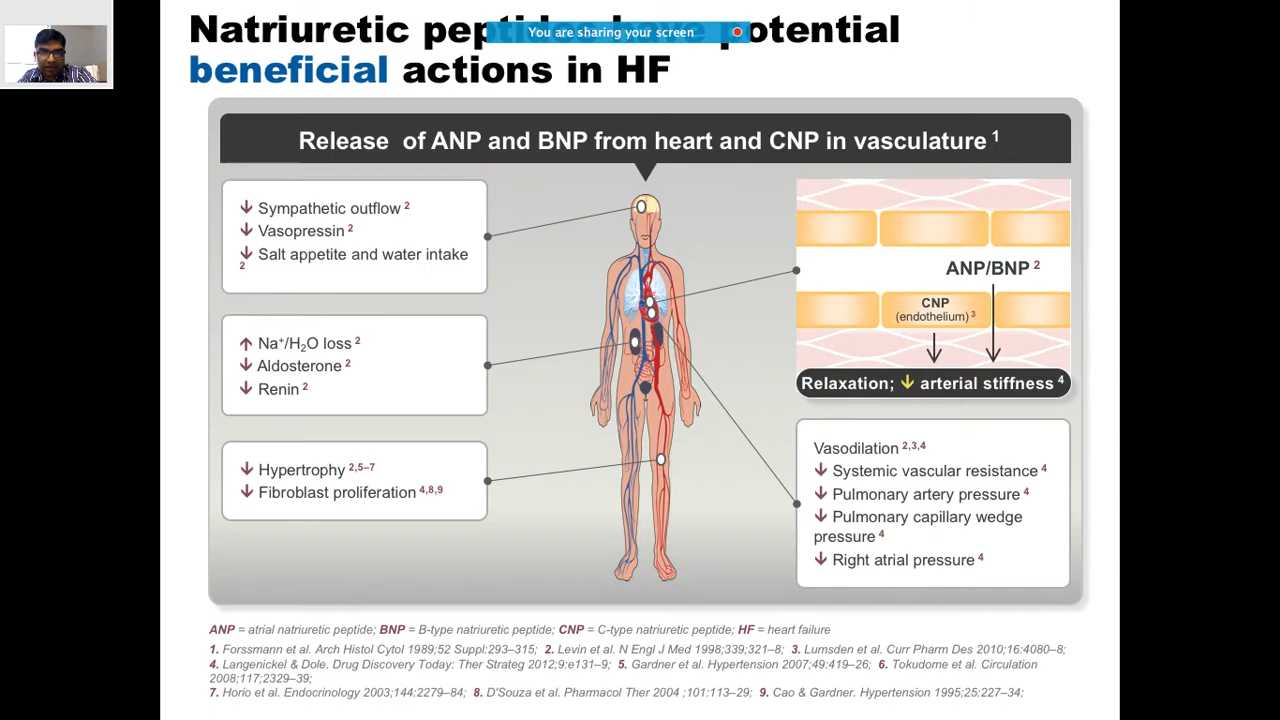 Natriuretic peptides have potential
You are sharing your screen
beneficial actions in HF
Release of ANP and BNP from heart and CNP in vasculature 1
↓ Sympathetic outflow 2
↓ Vasopressin 2
↓ Salt appetite and water intake
2
↑ Na+/H2O loss 2
↓ Aldosterone 2
↓ Renin 2
↓ Hypertrophy 2,5–7
↓ Fibroblast proliferation 4,8,9
ANP/BNP 2
CNP
(endothelium) 3
Relaxation; ↓ arterial stiffness 4
Vasodilation 2,3,4
↓ Systemic vascular resistance 4
↓ Pulmonary artery pressure 4
↓ Pulmonary capillary wedge
pressure 4
↓ Right atrial pressure 4
ANP = atrial natriuretic peptide; BNP = B-type natriuretic peptide; CNP = C-type natriuretic peptide; HF = heart failure
1. Forssmann et al. Arch Histol Cytol 1989;52 Suppl:293–315; 2. Levin et al. N Engl J Med 1998;339;321–8; 3. Lumsden et al. Curr Pharm Des 2010;16:4080–8;
4. Langenickel & Dole. Drug Discovery Today: Ther Strateg 2012;9:e131–9; 5. Gardner et al. Hypertension 2007;49:419–26; 6. Tokudome et al. Circulation
2008;117;2329–39;
7. Horio et al. Endocrinology 2003;144:2279–84; 8. D'Souza et al. Pharmacol Ther 2004 ;101:113–29; 9. Cao & Gardner. Hypertension 1995;25:227–34;